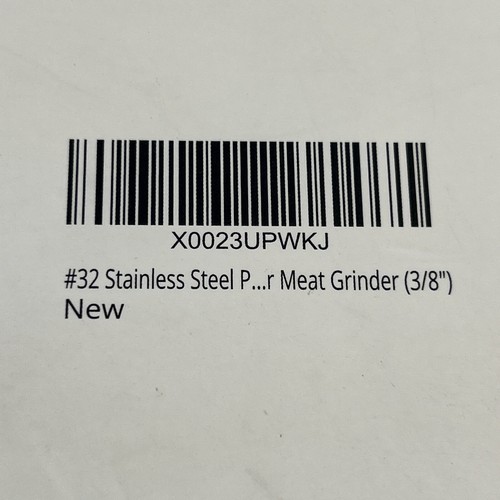 X0023UPWKJ
#32 Stainless Steel P...r Meat Grinder (3/8")
New